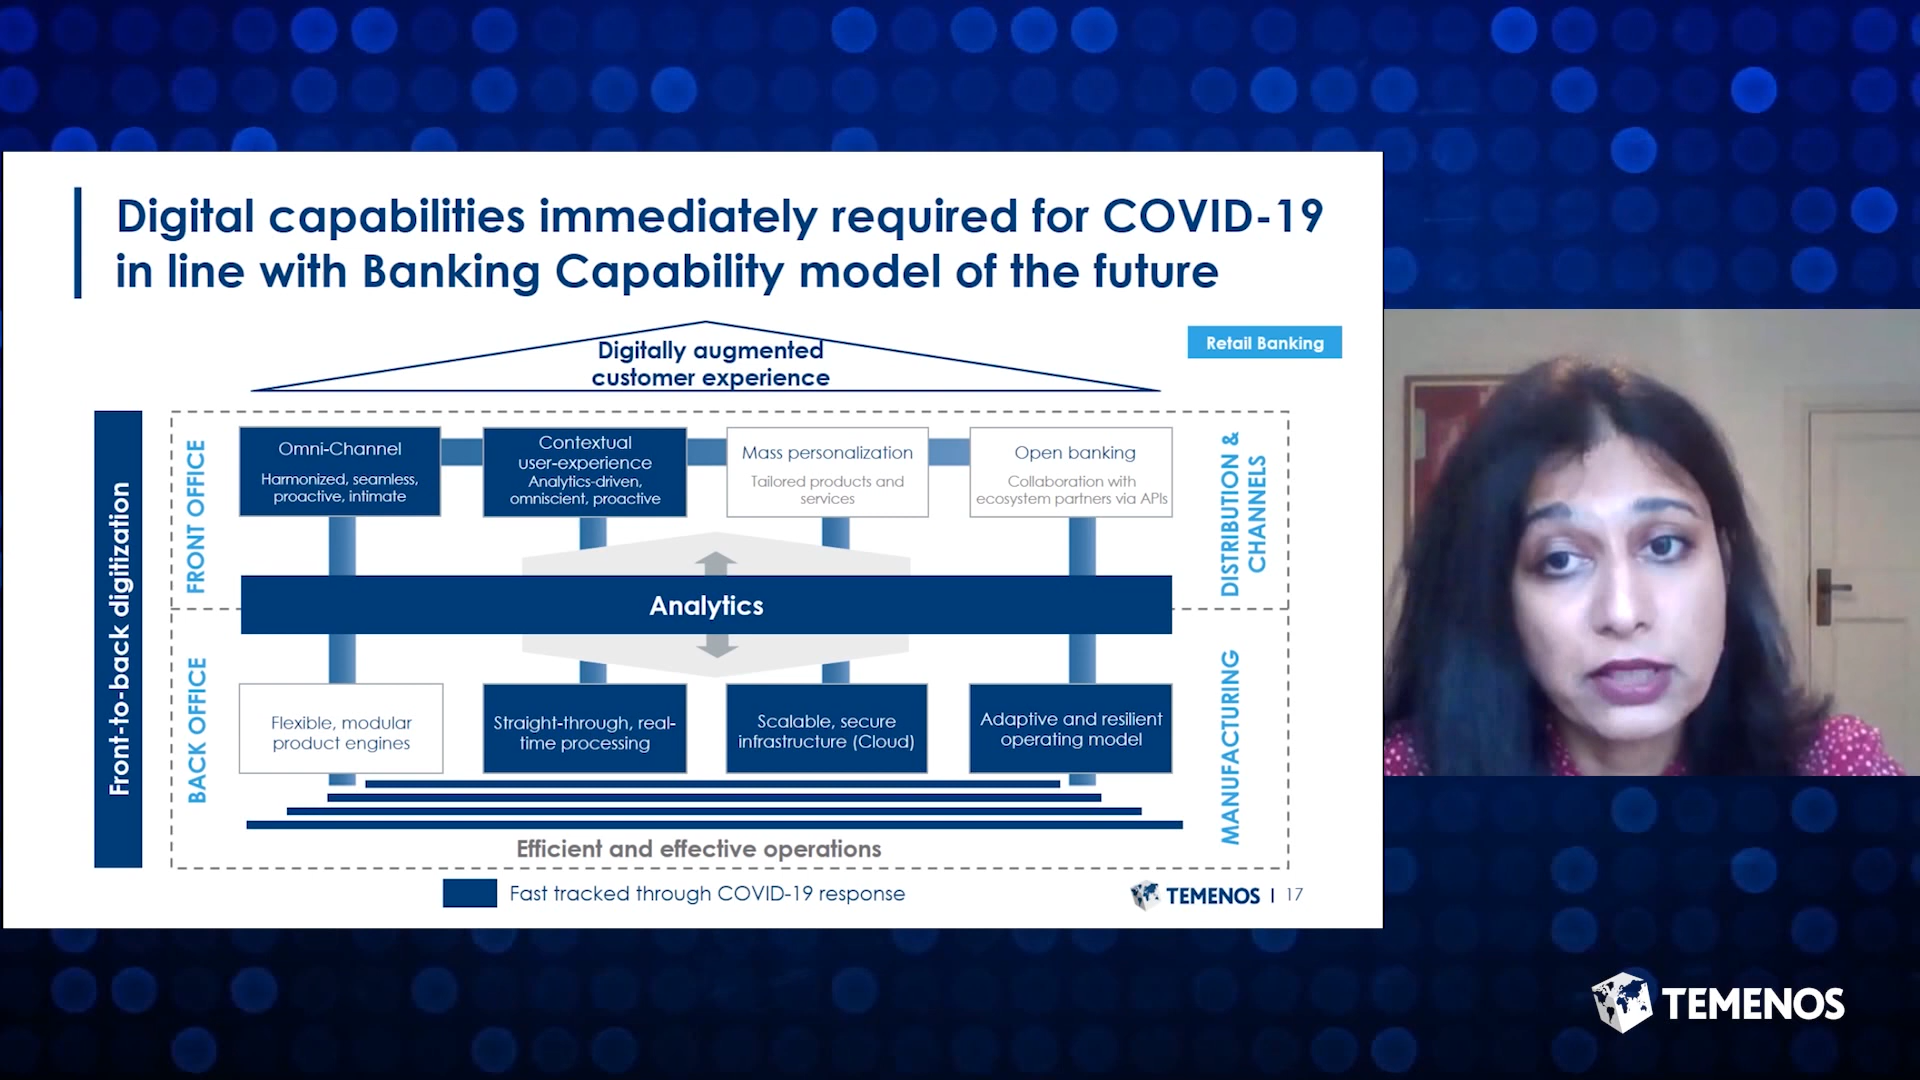 Digital capabilities immediately required for COVID-19
in line with Banking Capability model of the future
Retail Banking
Digitally augmented
customer experience
Front-to-back digitization
FRONT OFFICE
Omni-Channel
Harmonized, seamless,
proactive, intimate
Contextual
user-experience
Analytics-driven,
omniscient, proactive
Mass personalization
Tailored products and
services
Open banking
Collaboration with
ecosystem partners via APIs
DISTRIBUTION &
CHANNELS
Analytics
BACK OFFICE
Flexible, modular
product engines
Straight-through, real-
time processing
Scalable, secure
infrastructure (Cloud)
Adaptive and resilient
operating model
MANUFACTURING
Efficient and effective operations
Fast tracked through COVID-19 response
TEMENOS | 17
TEMENOS